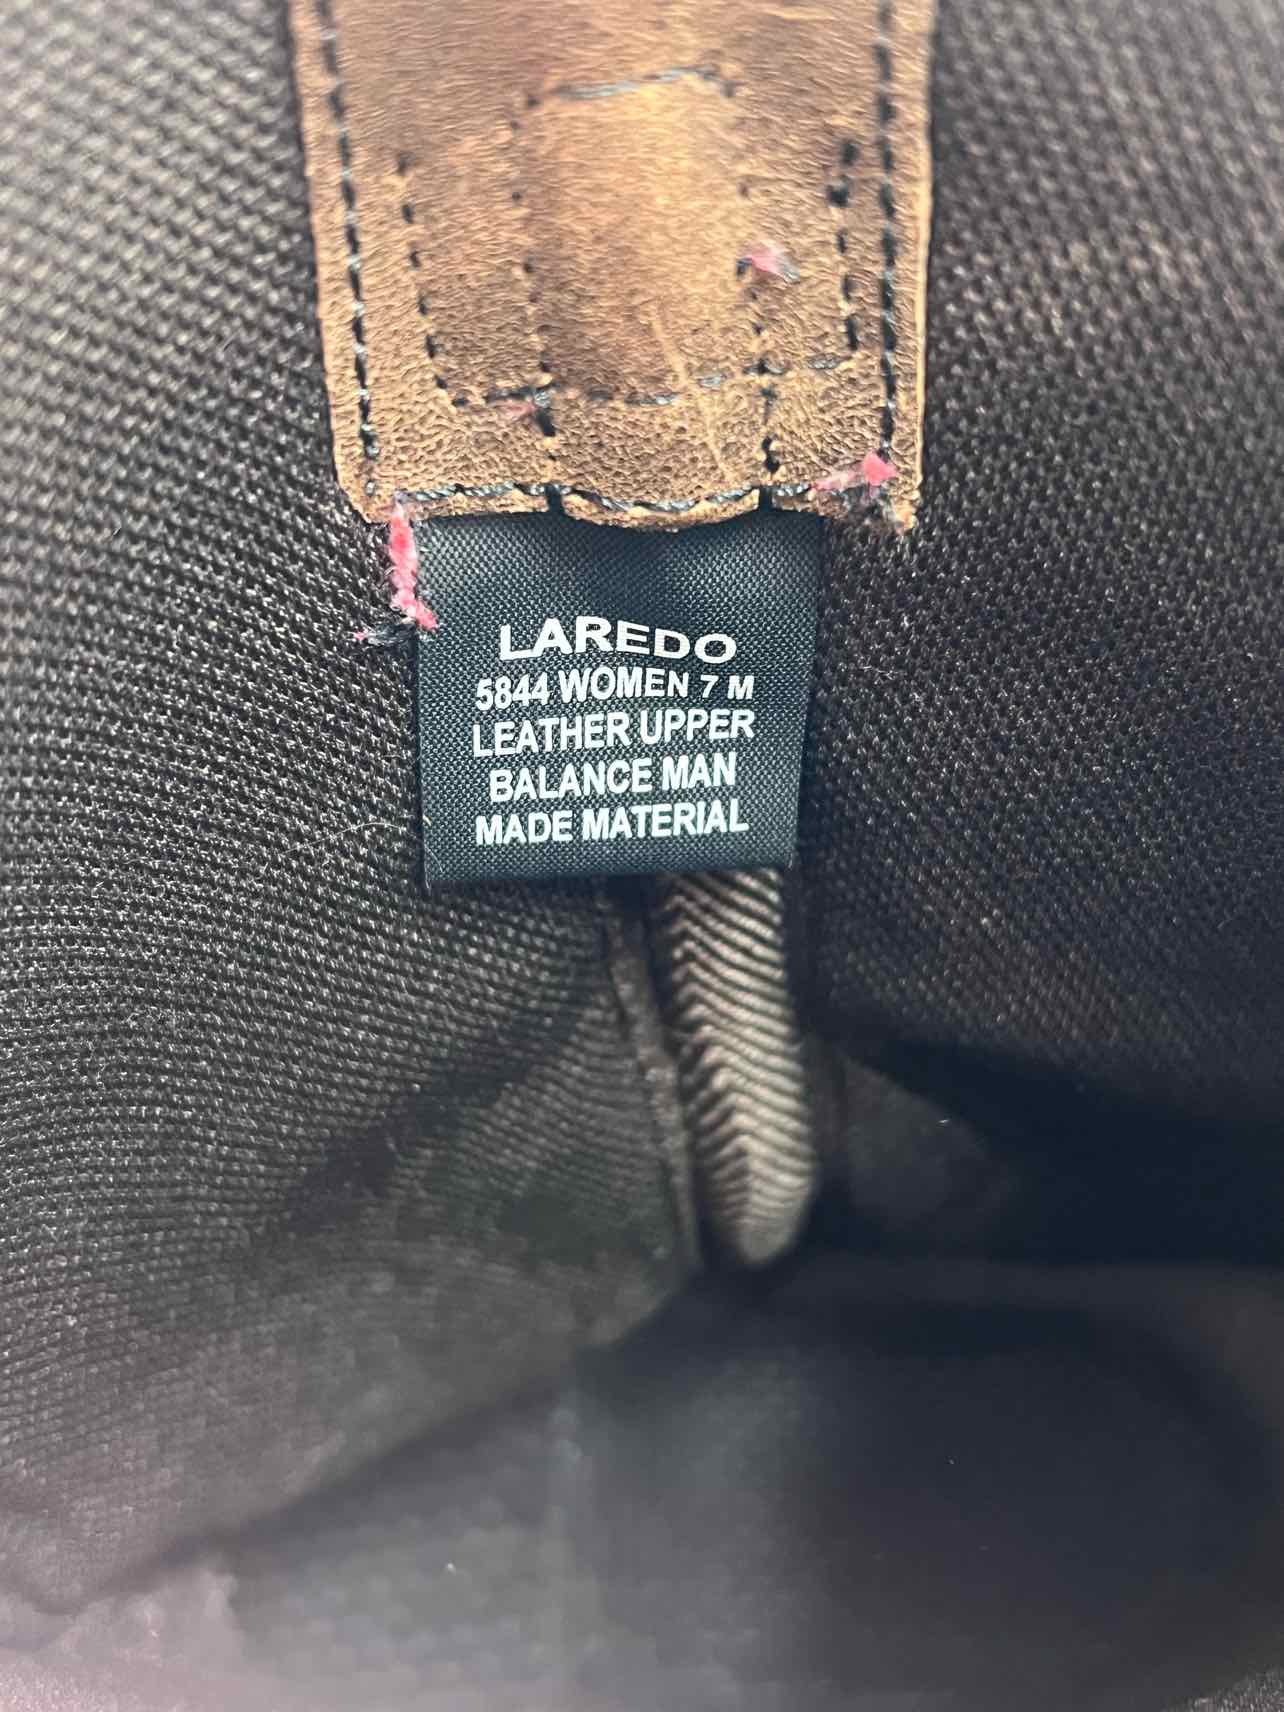 LAREDO
5844 WOMEN 7 M
LEATHER UPPER
BALANCE MAN
MADE MATERIAL